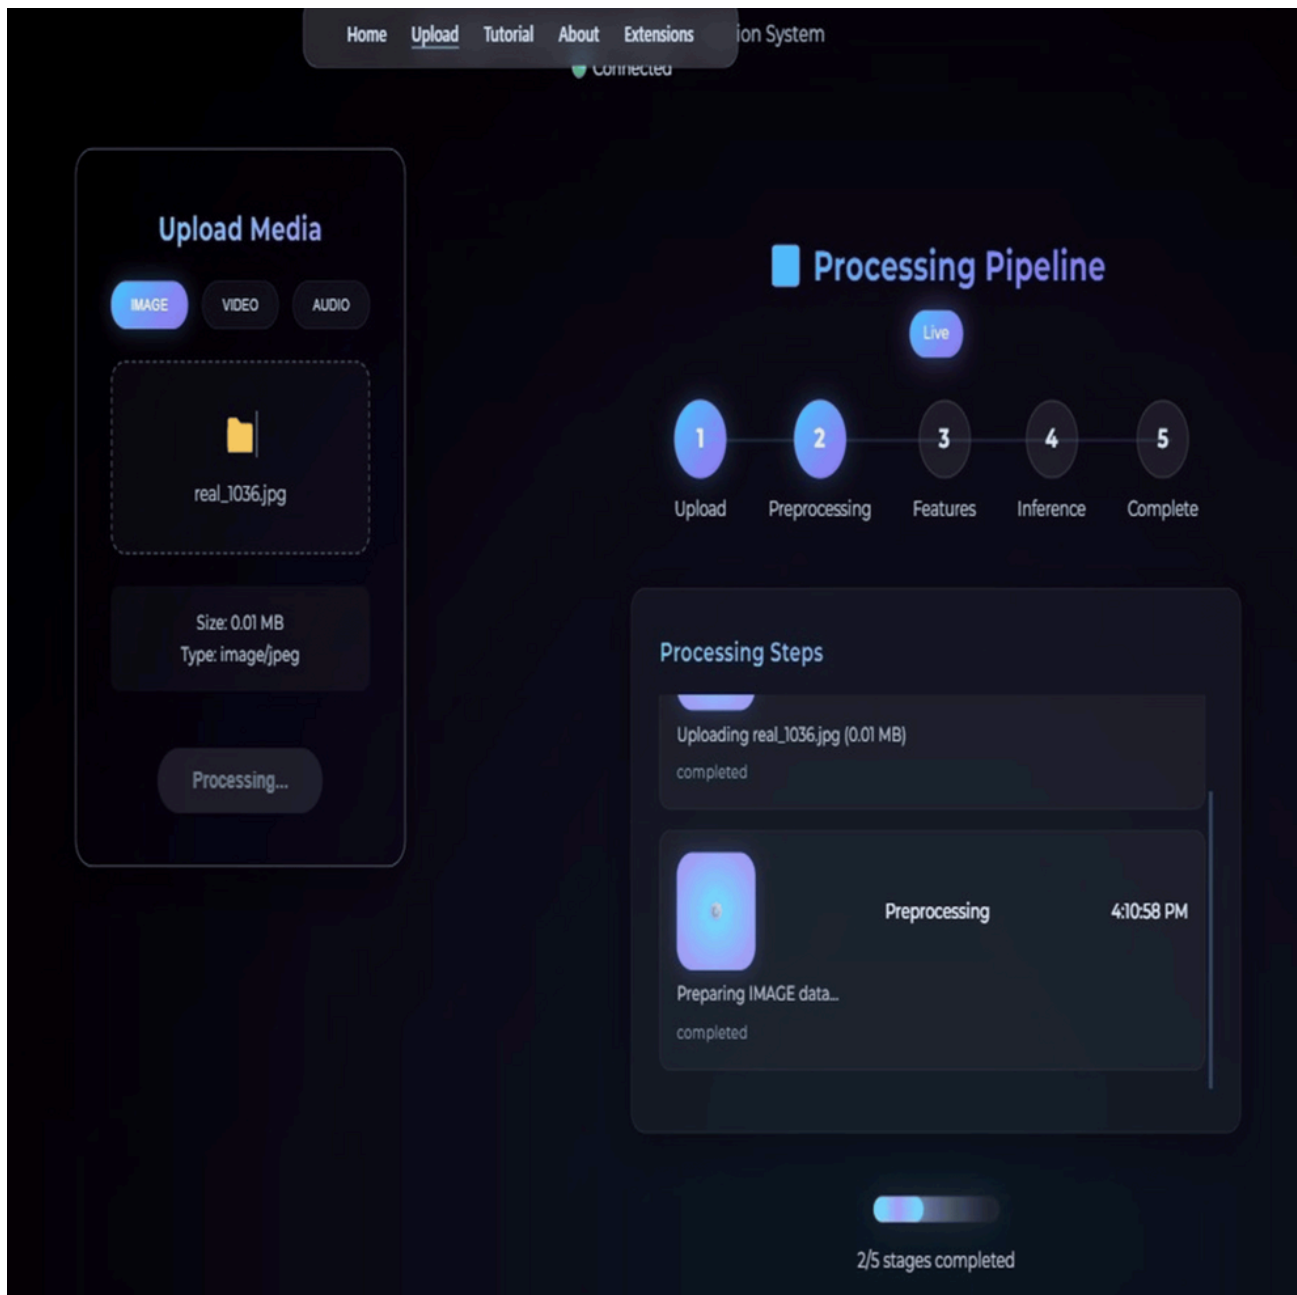 Home Upload Tutorial About Extensions ion System
Connected
Upload Media
IMAGE VIDEO AUDIO
real_1036.jpg
Size: 0.01 MB
Type: image/jpeg
Processing...
Processing Pipeline
Live
1 2 3 4 5
Upload Preprocessing Features Inference Complete
Processing Steps
Uploading real_1036.jpg (0.01 MB)
completed
Preprocessing 4:10:58 PM
Preparing IMAGE data...
completed
2/5 stages completed